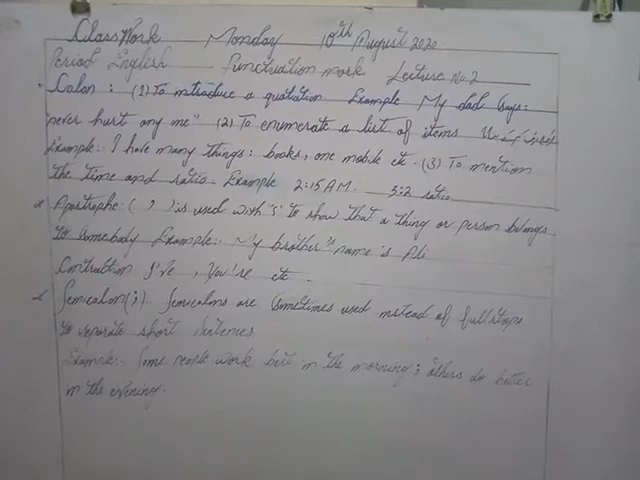 Class Work Monday 10th August 2020
Period English Punctuation mark Lecture No: 2
Colon : (1) To introduce a quotation Example My dad says:
never hurt any one" (2) To enumerate a list of items
Example:- I have many things: books, one mobile etc. (3) To mention
the time and ratio. Example 2:15 AM. 5:2 ratio
Apostrophe ( ' ) is used with "s" to show that a thing or person belongs
to somebody Example:- My brother's name is Ali
Contraction I've, You're etc
Semicolon (;) Semicolons are sometimes used instead of full stops
to separate short sentences
Example:- Some people work best in the morning; others do better
in the evening.